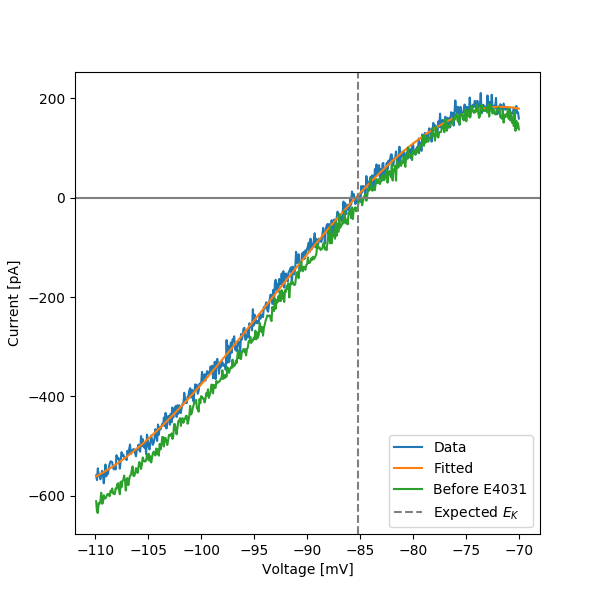 200
0
−200
−400
−600
Current [pA]
−110
−105
−100
−95
−90
−85
−80
−75
−70
Voltage [mV]
Data
Fitted
Before E4031
Expected E_K